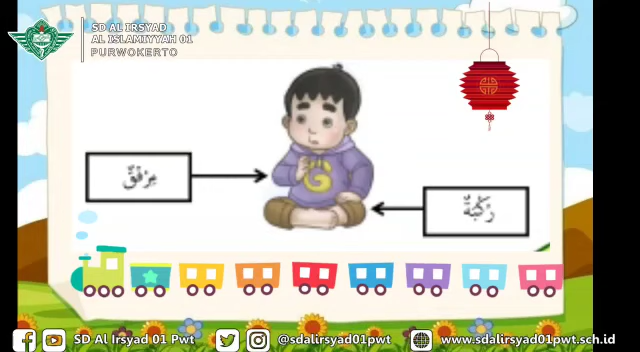 SD AL IRSYAD
AL ISLAMIYYAH 01
PURWOKERTO
مِرْفَقٌ
رُكْبَةٌ
G
SD Al Irsyad 01 Pwt
@sdalirsyad01pwt
www.sdalirsyad01pwt.sch.id